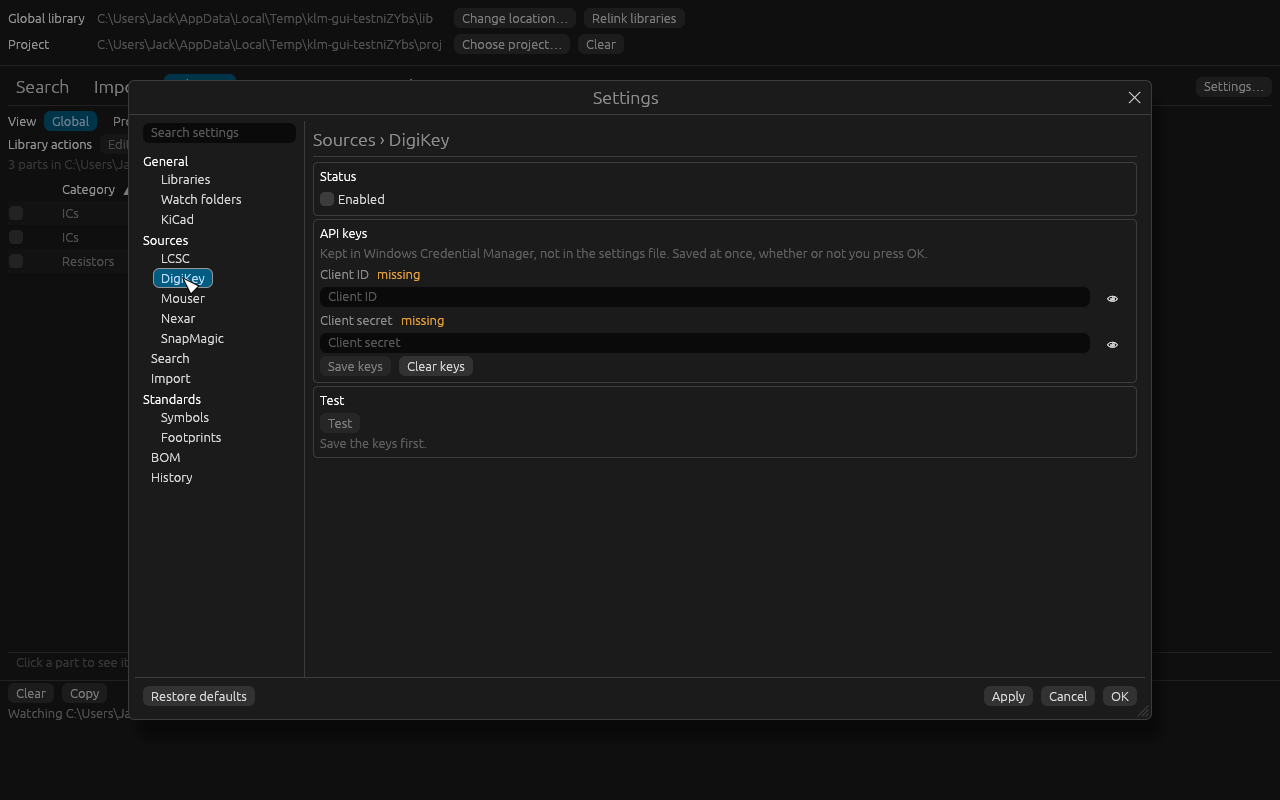 Global library C:\Users\Jack\AppData\Local\Temp\klm-gui-testniZYbs\lib Change location... Relink libraries
Project C:\Users\Jack\AppData\Local\Temp\klm-gui-testniZYbs\proj Choose project... Clear
Search Settings...
Settings
View Global
Search settings
Sources › DigiKey
Library actions
General
3 parts in
Libraries
Status
Category ▲
Watch folders
Enabled
ICs
KiCad
API keys
ICs
Sources
Kept in Windows Credential Manager, not in the settings file. Saved at once, whether or not you press OK.
Resistors
LCSC
Client ID missing
DigiKey
Client ID
Mouser
Client secret missing
Nexar
Client secret
SnapMagic
Search
Save keys Clear keys
Import
Standards
Test
Symbols
Test
Footprints
Save the keys first.
BOM
History
Click a part to see
Clear Copy
Restore defaults Apply Cancel OK
Watching